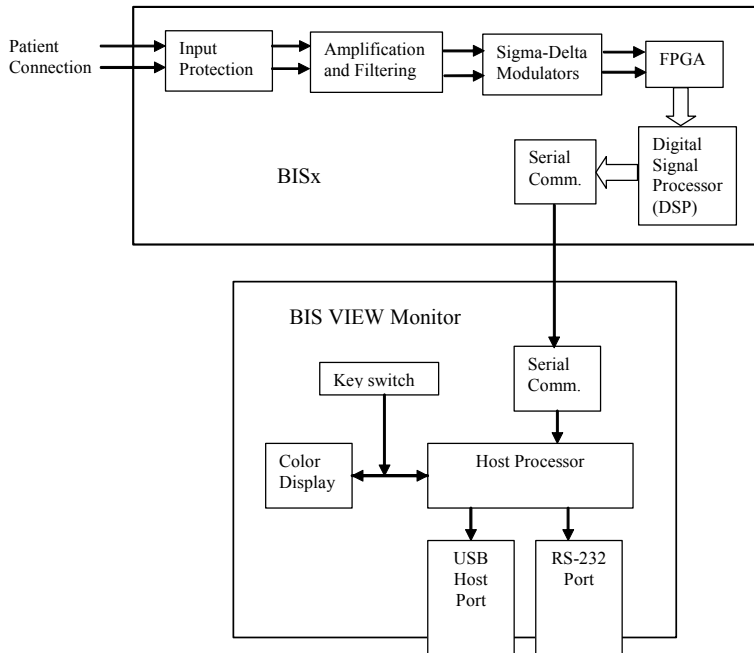 Patient
Connection
Input
Protection
Amplification
and Filtering
Sigma-Delta
Modulators
FPGA
Digital
Signal
Processor
(DSP)
Serial
Comm.
BISx
BIS VIEW Monitor
Key switch
Serial
Comm.
Color
Display
Host Processor
USB
Host
Port
RS-232
Port